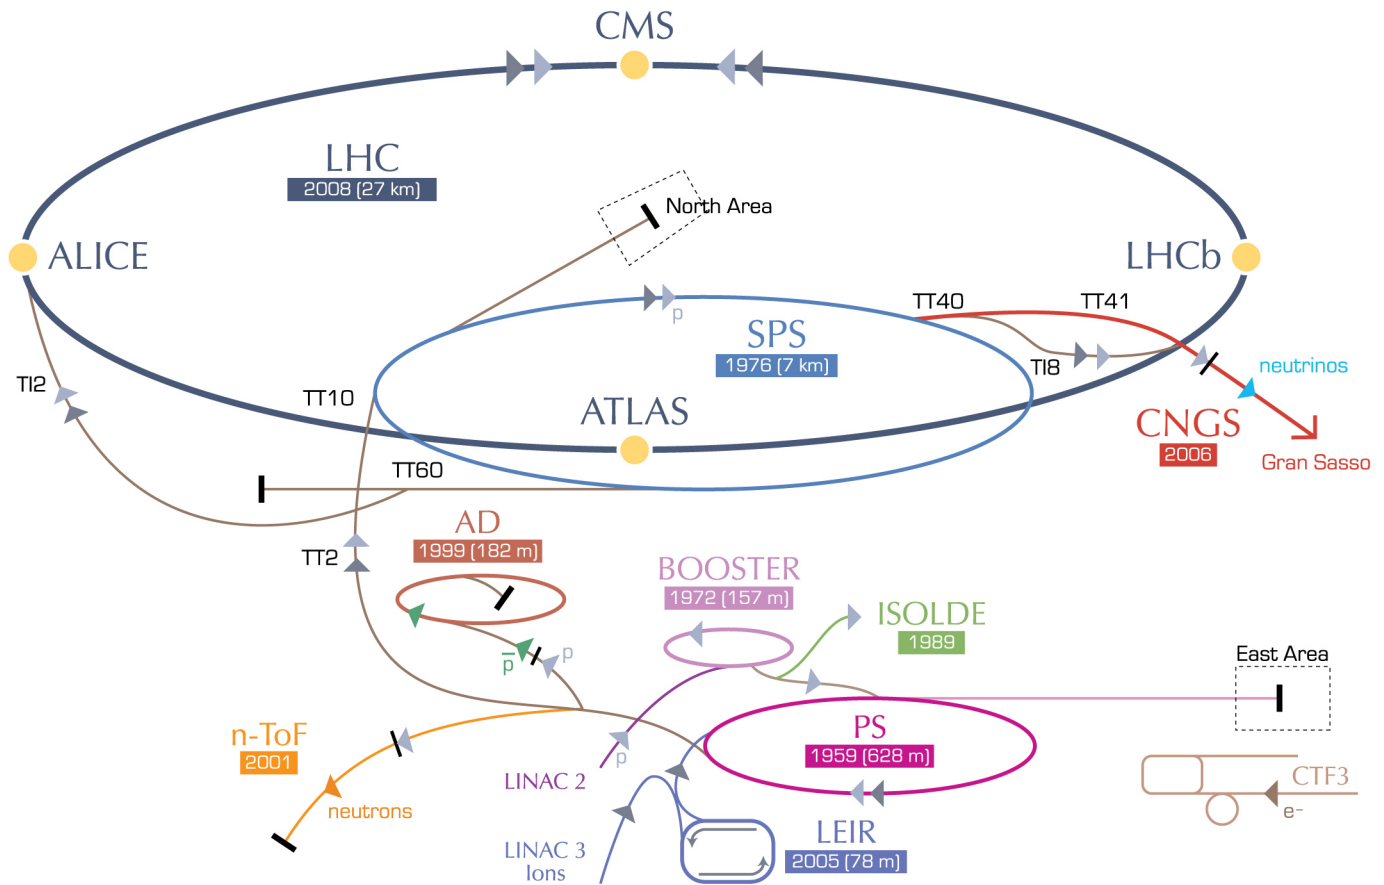 CMS
LHC
2008 (27 km)
North Area
ALICE
LHCb
TT40
TT41
p
SPS
1976 (7 km)
TI8
neutrinos
TI2
TT10
ATLAS
CNGS
2006
Gran Sasso
TT60
AD
1999 (182 m)
TT2
BOOSTER
1972 (157 m)
ISOLDE
1989
p̅
p
East Area
n-ToF
2001
PS
1959 (628 m)
p
LINAC 2
neutrons
CTF3
e-
LINAC 3
Ions
LEIR
2005 (78 m)